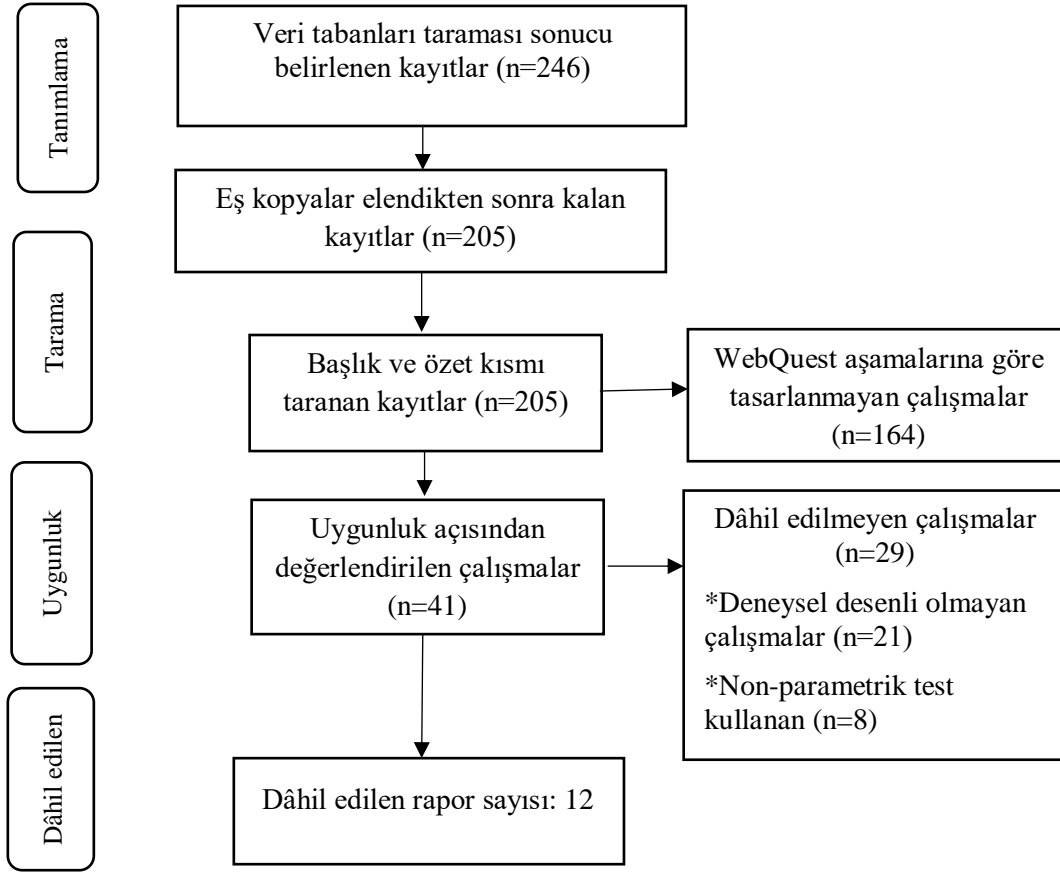 Tanımlama
Veri tabanları taraması sonucu
belirlenen kayıtlar (n=246)
Eş kopyalar elendikten sonra kalan
kayıtlar (n=205)
Tarama
Başlık ve özet kısmı
taranan kayıtlar (n=205)
WebQuest aşamalarına göre
tasarlanmayan çalışmalar
(n=164)
Uygunluk
Uygunluk açısından
değerlendirilen çalışmalar
(n=41)
Dâhil edilmeyen çalışmalar
(n=29)
*Deneysel desenli olmayan
çalışmalar (n=21)
*Non-parametrik test
kullanan (n=8)
Dâhil edilen
Dâhil edilen rapor sayısı: 12